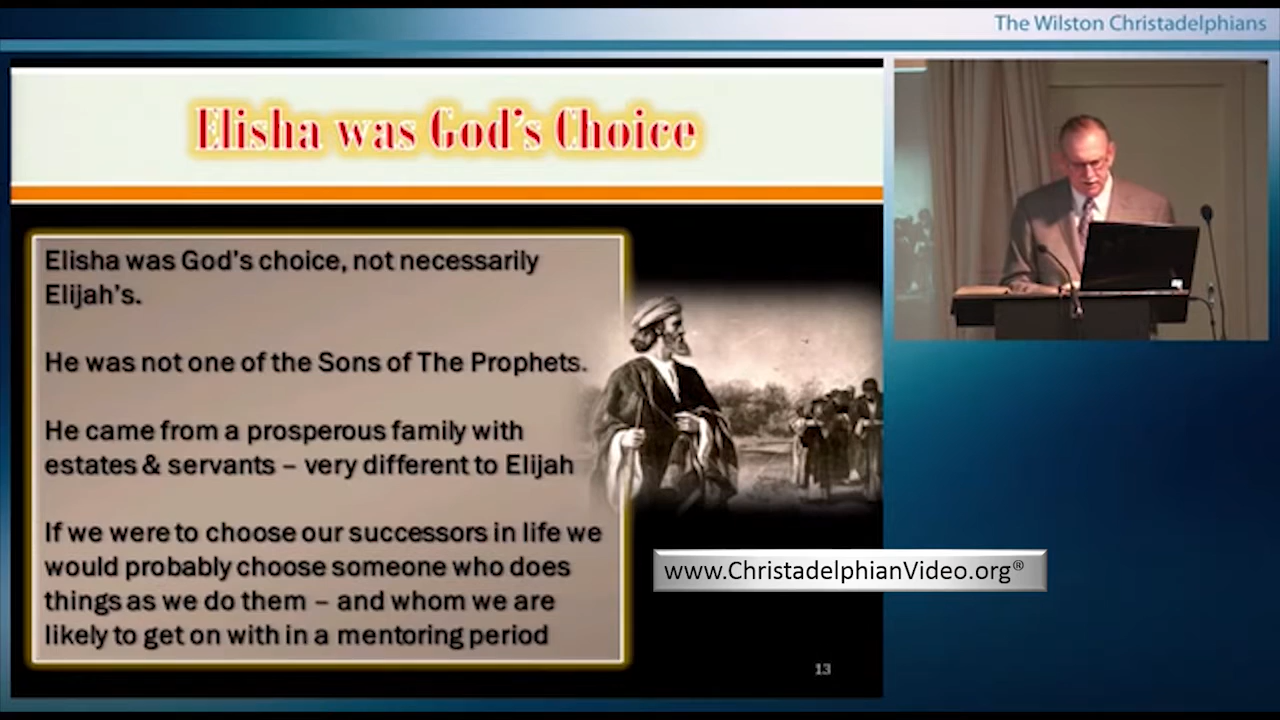 The Wilston Christadelphians
Elisha was God's Choice
Elisha was God's choice, not necessarily
Elijah's.
He was not one of the Sons of The Prophets.
He came from a prosperous family with
estates & servants – very different to Elijah
If we were to choose our successors in life we
would probably choose someone who does
things as we do them – and whom we are
likely to get on with in a mentoring period
www.ChristadelphianVideo.org®
13